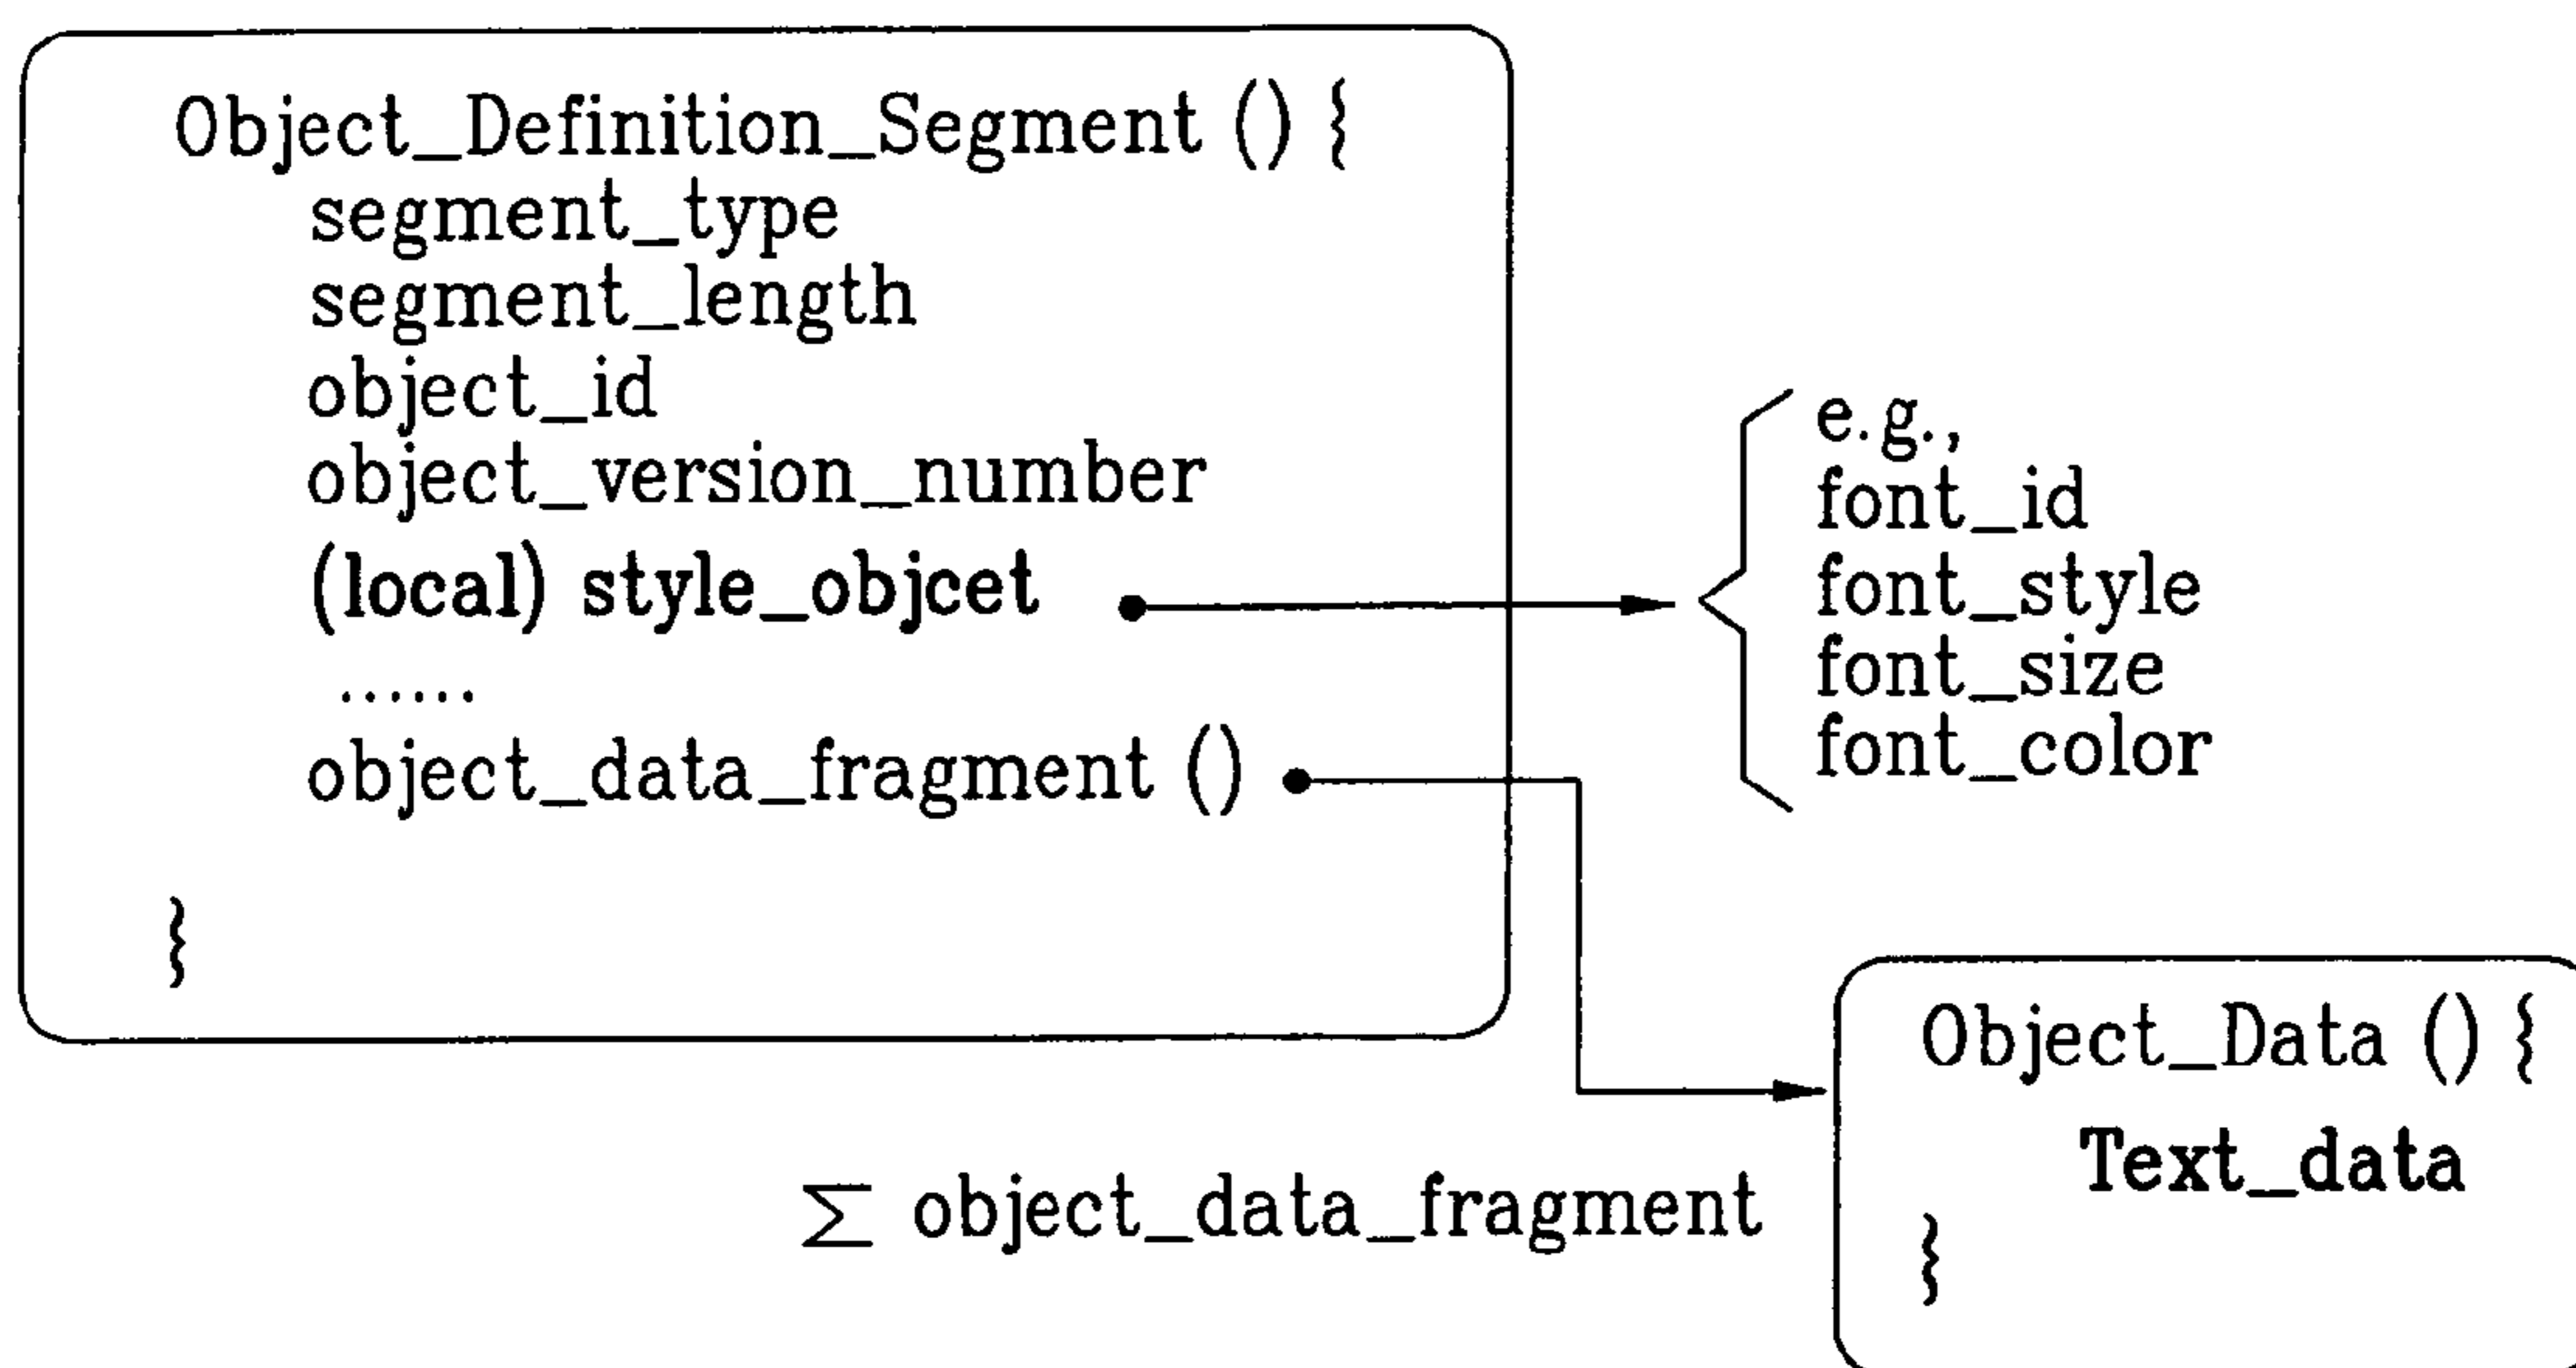 Object_Definition_Segment () {
segment_type
segment_length
object_id
object_version_number
(local) style_objcet
......
object_data_fragment ()
}
e.g.,
font_id
font_style
font_size
font_color
Σ object_data_fragment
Object_Data () {
Text_data
}